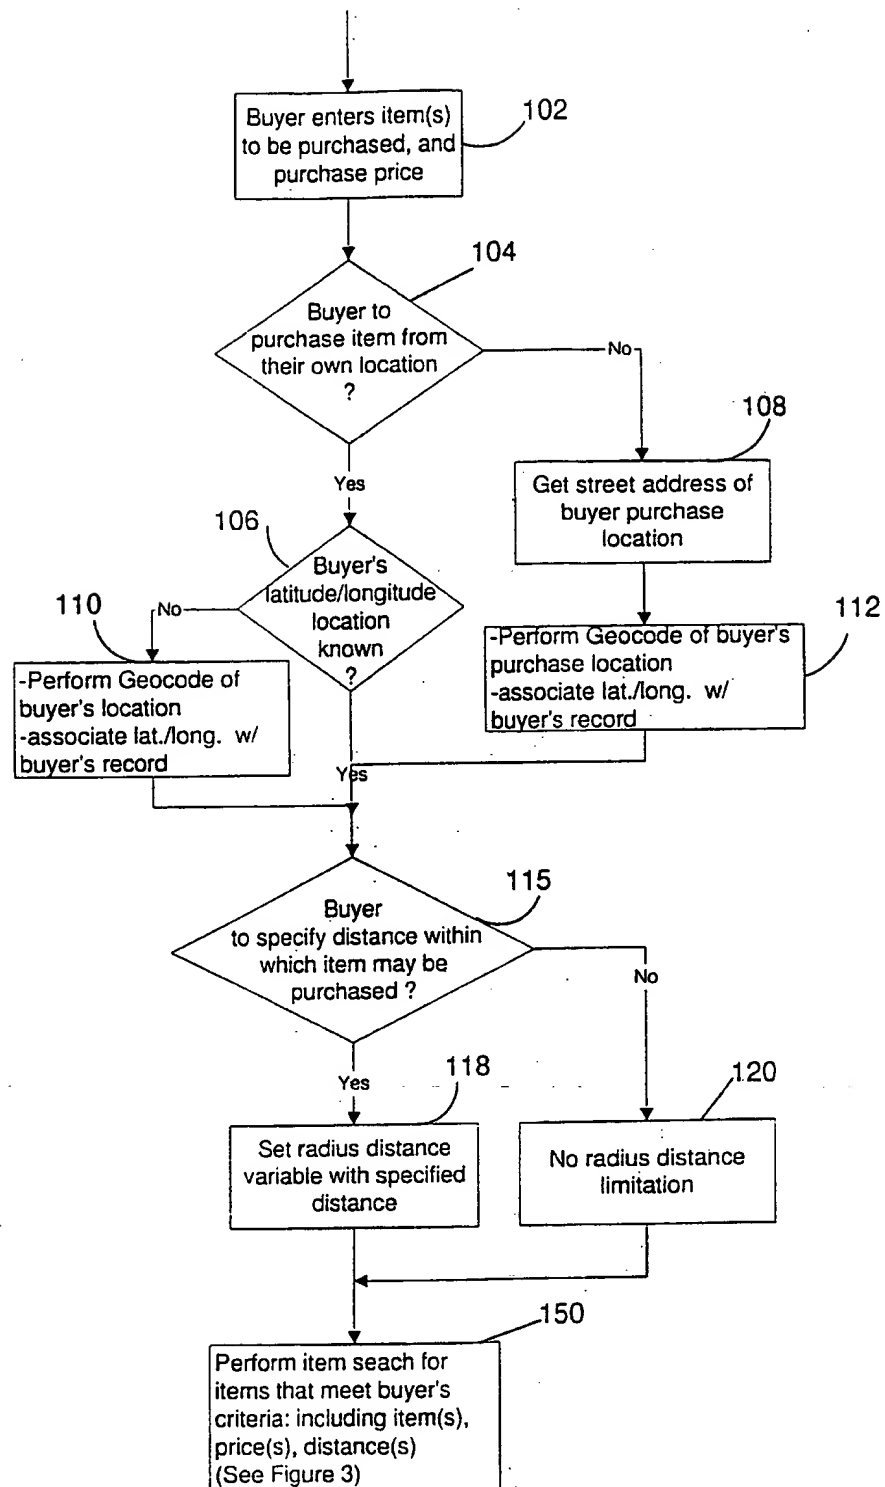 Buyer enters item(s)
to be purchased, and
purchase price
102
104
Buyer to
purchase item from
their own location
?
No
Yes
108
Get street address of
buyer purchase
location
106
Buyer's
latitude/longitude
location
known
?
No
110
-Perform Geocode of
buyer's location
-associate lat./long. w/
buyer's record
112
-Perform Geocode of buyer's
purchase location
-associate lat./long. w/
buyer's record
Yes
115
Buyer
to specify distance within
which item may be
purchased ?
No
Yes
118
Set radius distance
variable with specified
distance
120
No radius distance
limitation
150
Perform item seach for
items that meet buyer's
criteria: including item(s),
price(s), distance(s)
(See Figure 3)